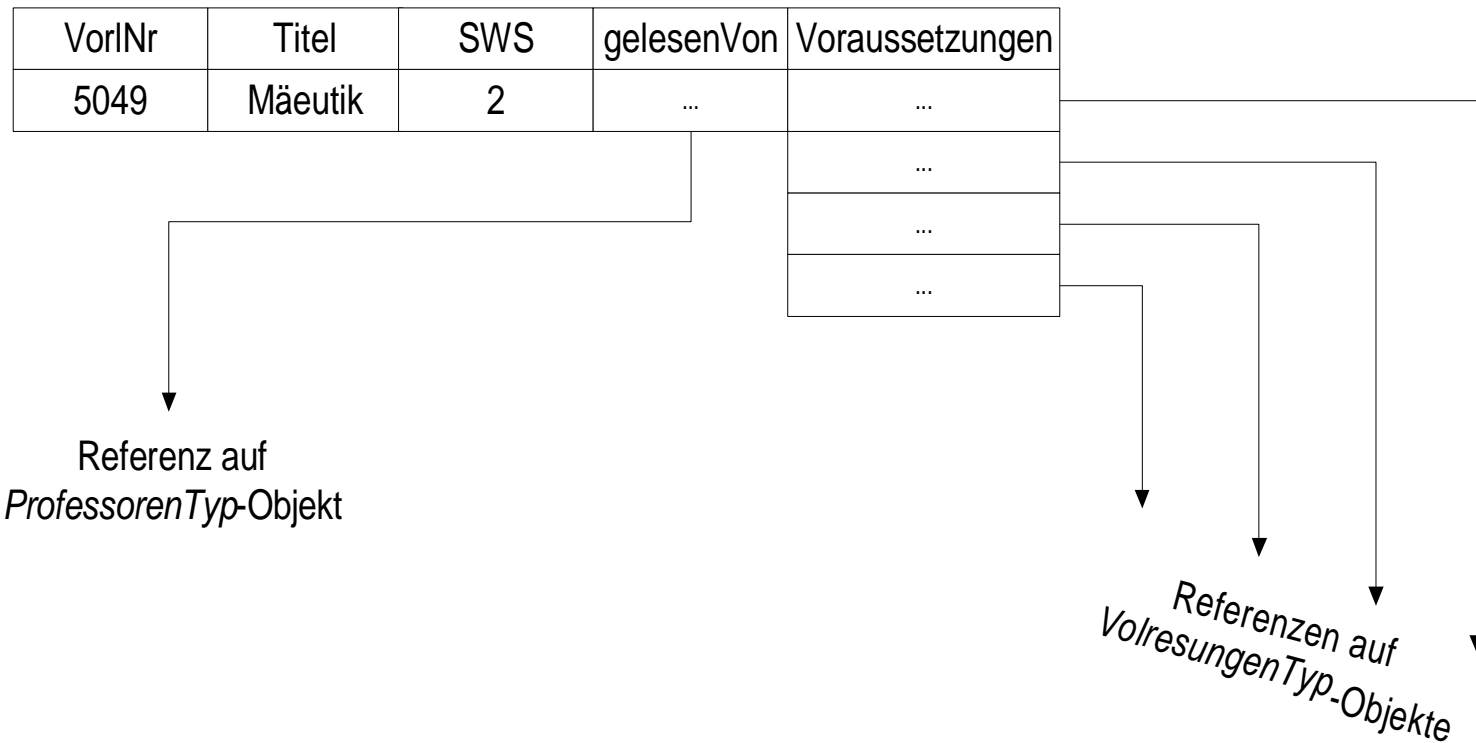 VorlNr Titel SWS gelesenVon Voraussetzungen
5049 Mäeutik 2 ... ...
...
...
...
Referenz auf
ProfessorenTyp-Objekt
Referenzen auf
VolresungenTyp-Objekte